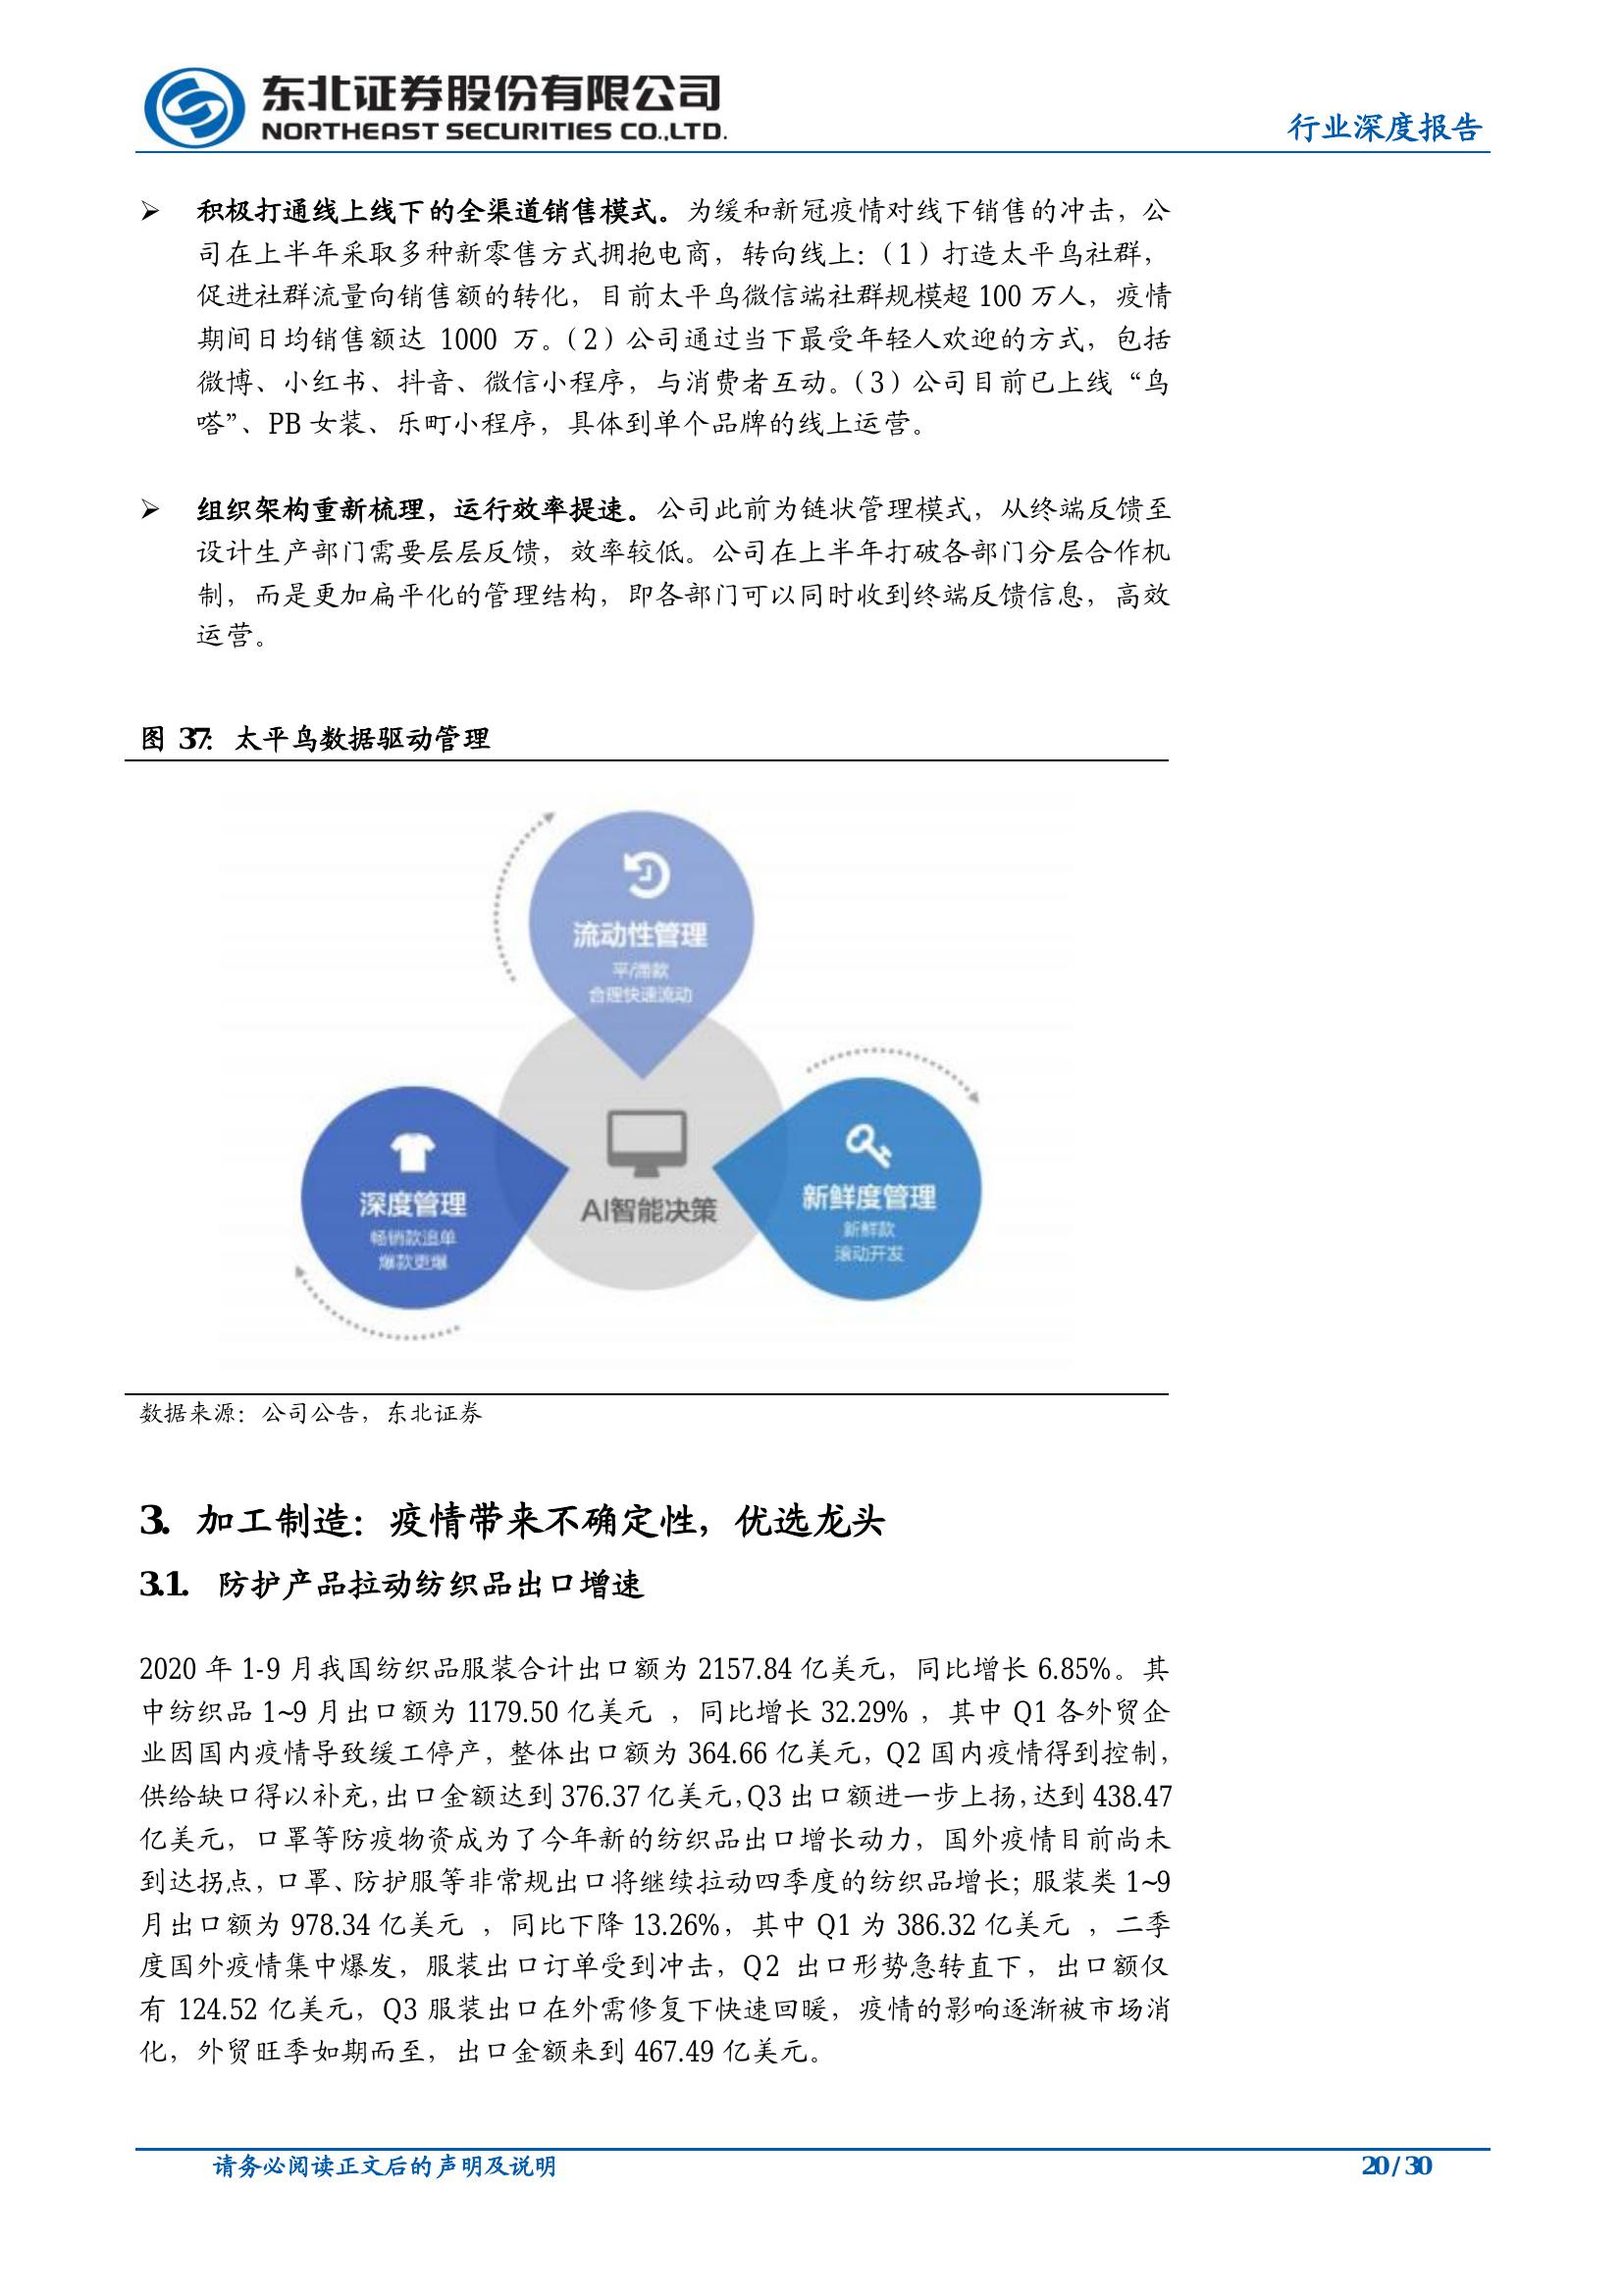 东北证券股份有限公司
NORTHEAST SECURITIES CO.,LTD.
行业深度报告
➢ 积极打通线上线下的全渠道销售模式。为缓和新冠疫情对线下销售的冲击，公
司在上半年采取多种新零售方式拥抱电商，转向线上：（1）打造太平鸟社群，
促进社群流量向销售额的转化，目前太平鸟微信端社群规模超 100 万人，疫情
期间日均销售额达 1000 万。（2）公司通过当下最受年轻人欢迎的方式，包括
微博、小红书、抖音、微信小程序，与消费者互动。（3）公司目前已上线“鸟
嗒”、PB 女装、乐町小程序，具体到单个品牌的线上运营。
➢ 组织架构重新梳理，运行效率提速。公司此前为链状管理模式，从终端反馈至
设计生产部门需要层层反馈，效率较低。公司在上半年打破各部门分层合作机
制，而是更加扁平化的管理结构，即各部门可以同时收到终端反馈信息，高效
运营。
图 37：太平鸟数据驱动管理
流动性管理
平/滞款
合理快速流动
深度管理
畅销款追单
爆款更爆
AI智能决策
新鲜度管理
新鲜款
滚动开发
数据来源：公司公告，东北证券
3. 加工制造：疫情带来不确定性，优选龙头
3.1. 防护产品拉动纺织品出口增速
2020 年 1-9 月我国纺织品服装合计出口额为 2157.84 亿美元，同比增长 6.85%。其
中纺织品 1~9 月出口额为 1179.50 亿美元 ，同比增长 32.29% ，其中 Q1 各外贸企
业因国内疫情导致缓工停产，整体出口额为 364.66 亿美元，Q2 国内疫情得到控制，
供给缺口得以补充，出口金额达到 376.37 亿美元，Q3 出口额进一步上扬，达到 438.47
亿美元，口罩等防疫物资成为了今年新的纺织品出口增长动力，国外疫情目前尚未
到达拐点，口罩、防护服等非常规出口将继续拉动四季度的纺织品增长；服装类 1~9
月出口额为 978.34 亿美元 ，同比下降 13.26%，其中 Q1 为 386.32 亿美元 ，二季
度国外疫情集中爆发，服装出口订单受到冲击，Q2 出口形势急转直下，出口额仅
有 124.52 亿美元，Q3 服装出口在外需修复下快速回暖，疫情的影响逐渐被市场消
化，外贸旺季如期而至，出口金额来到 467.49 亿美元。
请务必阅读正文后的声明及说明
20 / 30